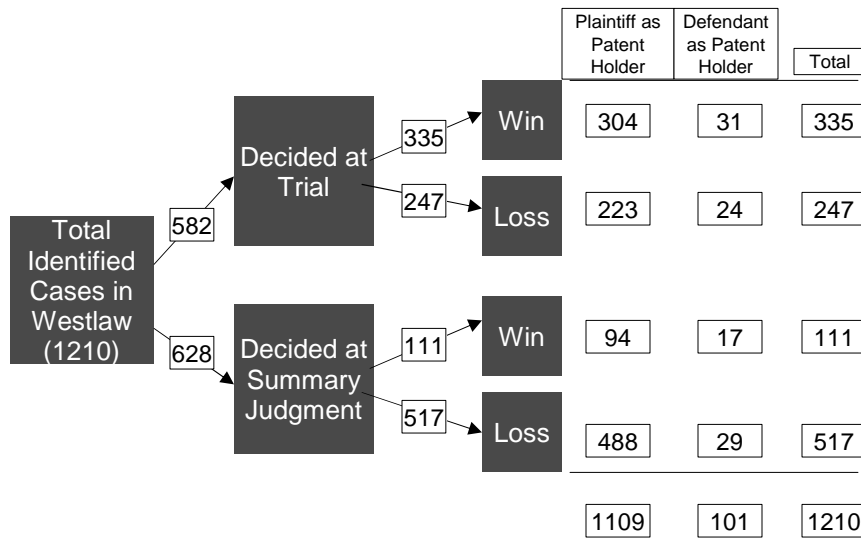 Plaintiff as
Patent
Holder
Defendant
as Patent
Holder
Total
Total
Identified
Cases in
Westlaw
(1210)
582
628
Decided at
Trial
335
247
Win
304
31
335
Loss
223
24
247
Decided at
Summary
Judgment
111
517
Win
94
17
111
Loss
488
29
517
1109
101
1210